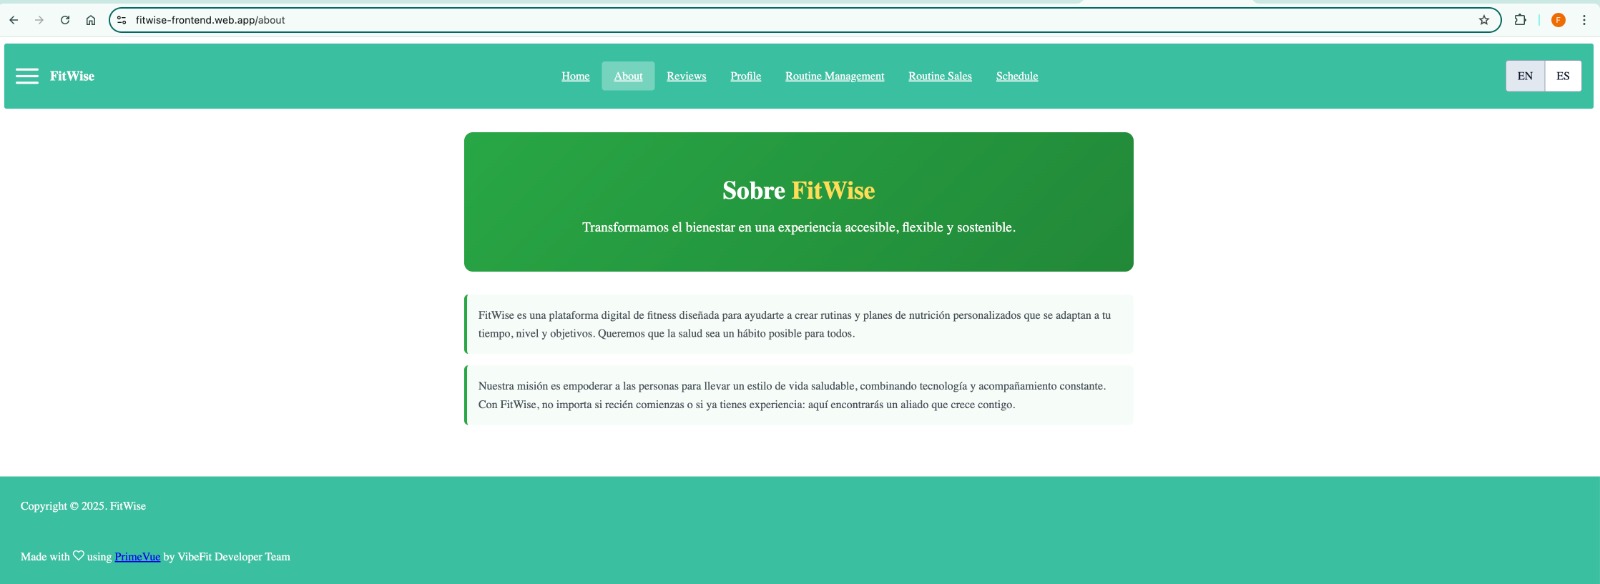 fitwise-frontend.web.app/about
F
FitWise
Home About Reviews Profile Routine Management Routine Sales Schedule
EN ES
Sobre FitWise
Transformamos el bienestar en una experiencia accesible, flexible y sostenible.
FitWise es una plataforma digital de fitness diseñada para ayudarte a crear rutinas y planes de nutrición personalizados que se adaptan a tu
tiempo, nivel y objetivos. Queremos que la salud sea un hábito posible para todos.
Nuestra misión es empoderar a las personas para llevar un estilo de vida saludable, combinando tecnología y acompañamiento constante.
Con FitWise, no importa si recién comienzas o si ya tienes experiencia: aquí encontrarás un aliado que crece contigo.
Copyright © 2025. FitWise
Made with ♡ using PrimeVue by VibeFit Developer Team